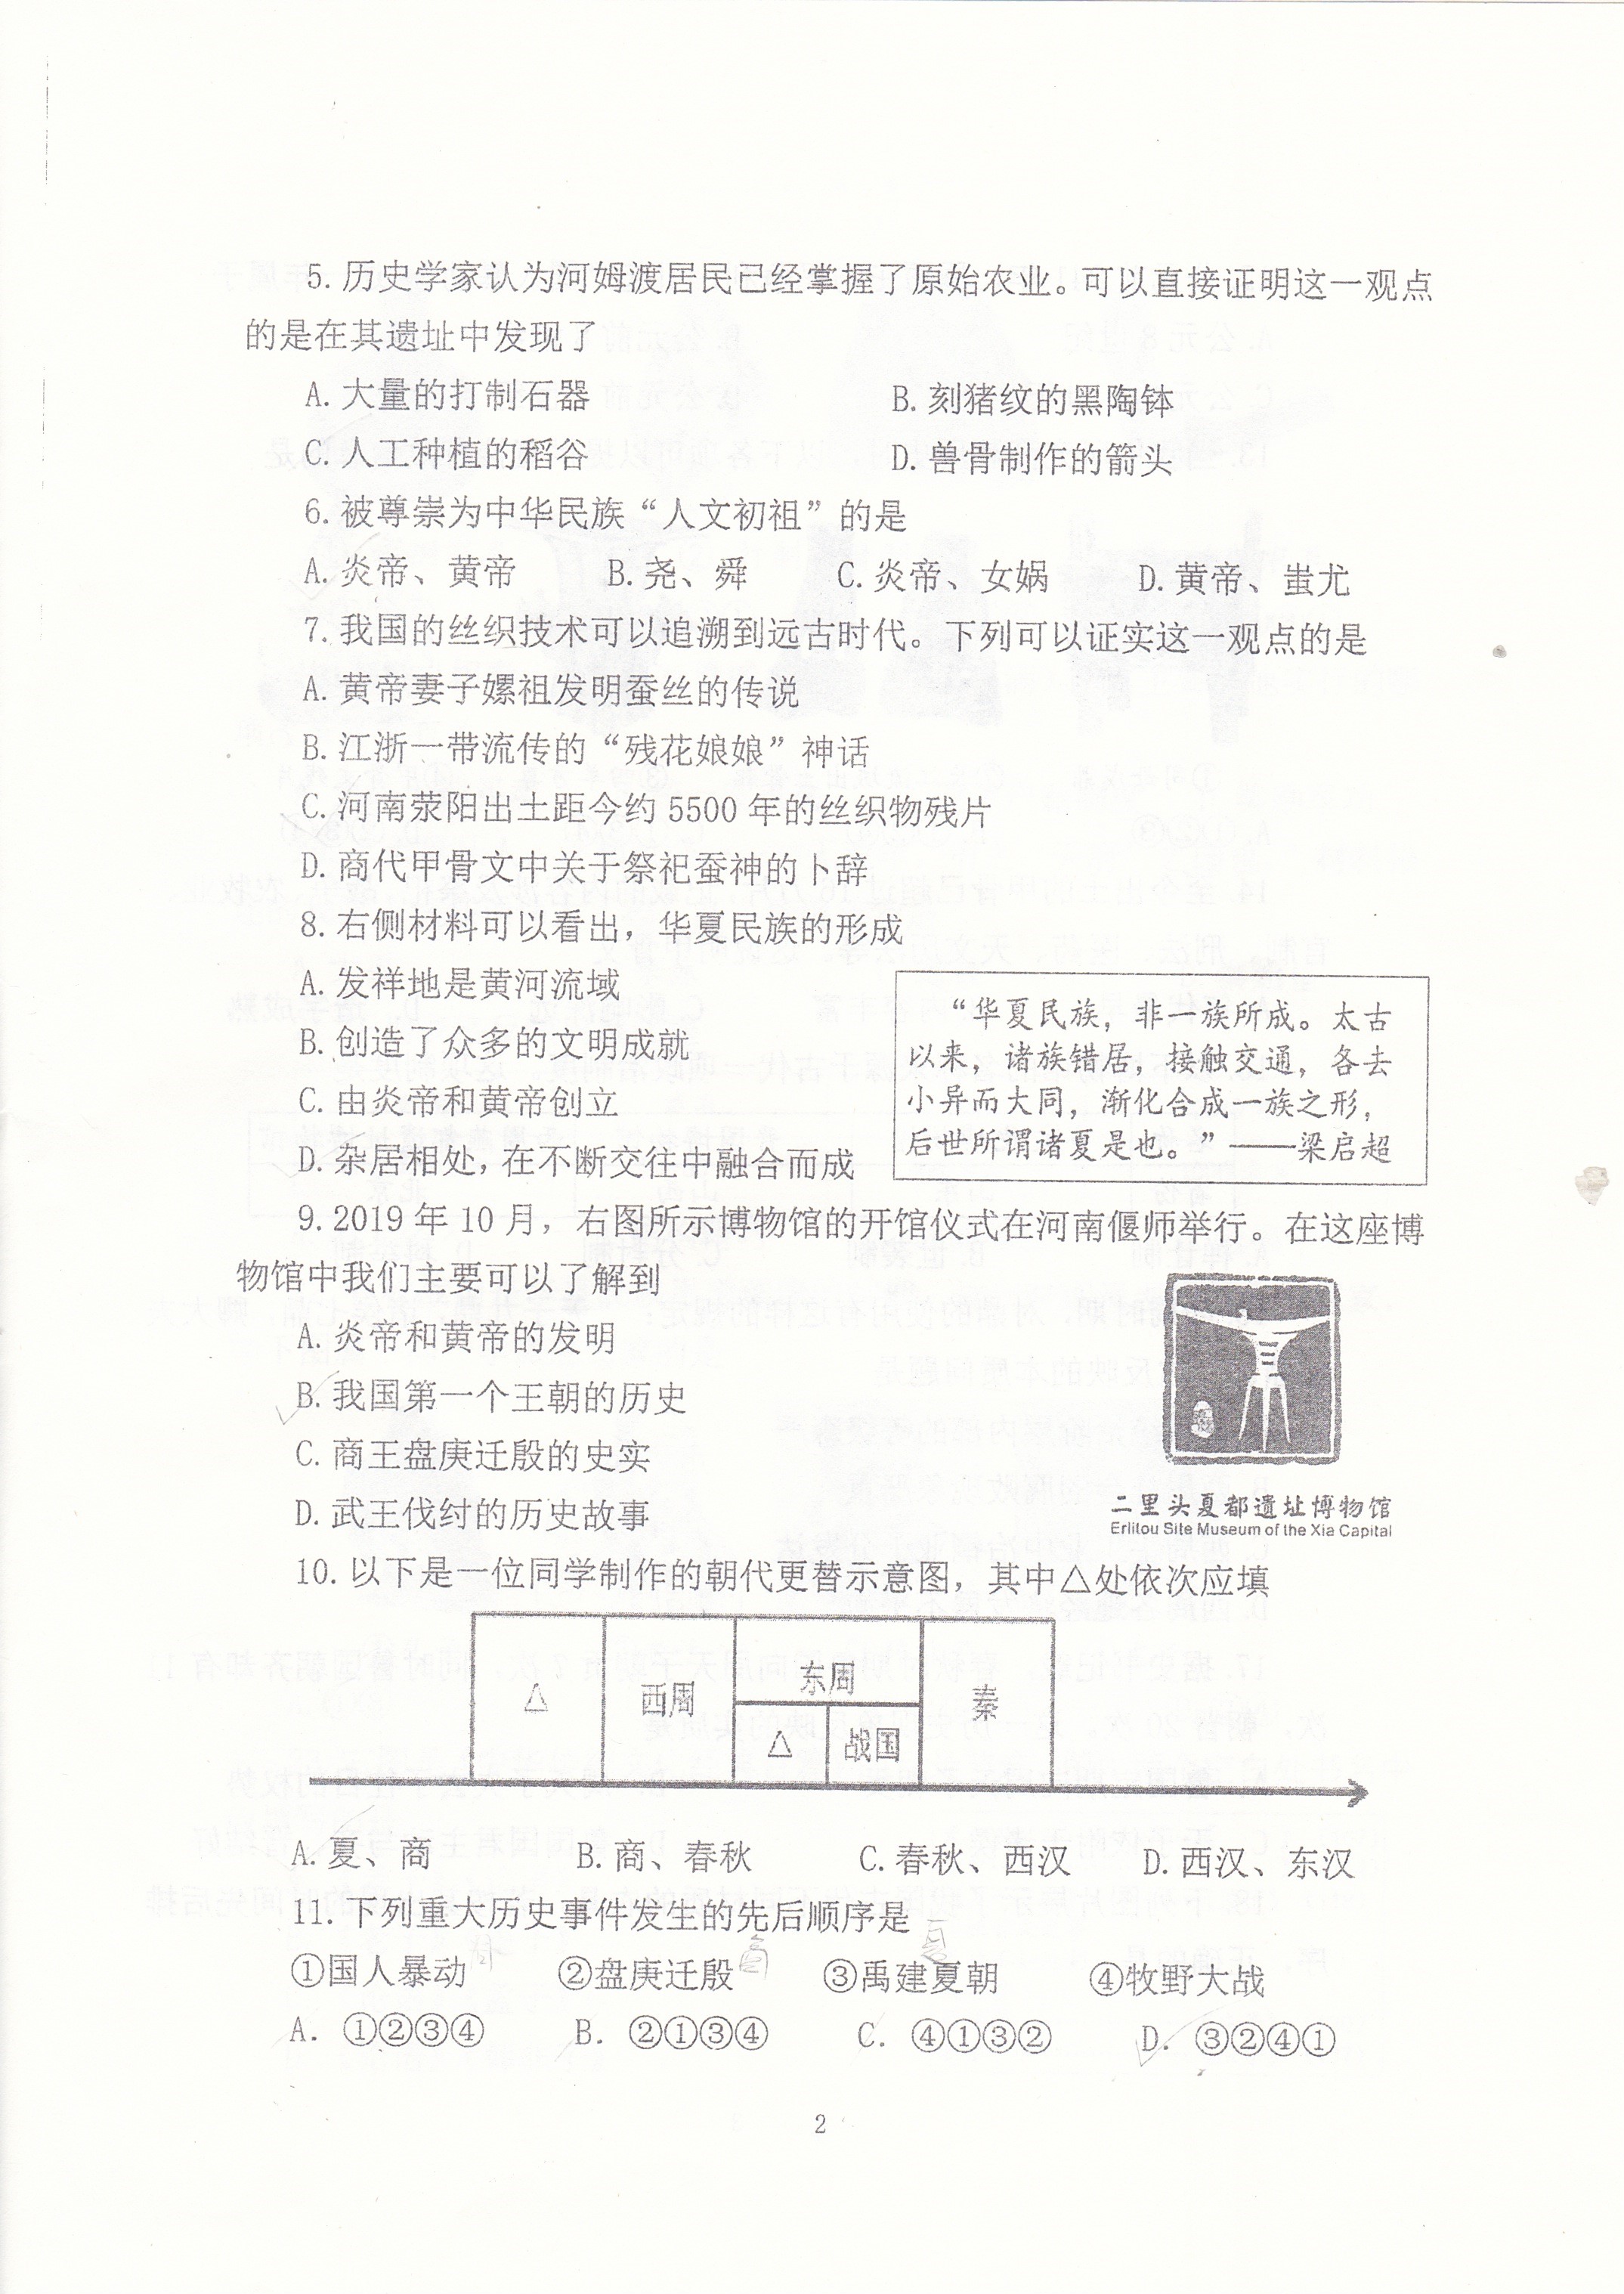 5.历史学家认为河姆渡居民已经掌握了原始农业。可以直接证明这一观点
的是在其遗址中发现了
A.大量的打制石器 B.刻猪纹的黑陶钵
C.人工种植的稻谷 D.兽骨制作的箭头
6.被尊崇为中华民族“人文初祖”的是
A.炎帝、黄帝 B.尧、舜 C.炎帝、女娲 D.黄帝、蚩尤
7.我国的丝织技术可以追溯到远古时代。下列可以证实这一观点的是
A.黄帝妻子嫘祖发明蚕丝的传说
B.江浙一带流传的“残花娘娘”神话
C.河南荥阳出土距今约 5500 年的丝织物残片
D.商代甲骨文中关于祭祀蚕神的卜辞
8.右侧材料可以看出，华夏民族的形成
A.发祥地是黄河流域
B.创造了众多的文明成就
C.由炎帝和黄帝创立
D.杂居相处,在不断交往中融合而成
“华夏民族，非一族所成。太古
以来，诸族错居，接触交通，各去
小异而大同，渐化合成一族之形，
后世所谓诸夏是也。”——梁启超
9.2019 年 10 月，右图所示博物馆的开馆仪式在河南偃师举行。在这座博
物馆中我们主要可以了解到
A.炎帝和黄帝的发明
B.我国第一个王朝的历史
C.商王盘庚迁殷的史实
D.武王伐纣的历史故事
二里头夏都遗址博物馆
Erlitou Site Museum of the Xia Capital
10.以下是一位同学制作的朝代更替示意图，其中△处依次应填
△ 西周 东周 秦
△ 战国
A.夏、商 B.商、春秋 C.春秋、西汉 D.西汉、东汉
11.下列重大历史事件发生的先后顺序是
①国人暴动 ②盘庚迁殷 ③禹建夏朝 ④牧野大战
A. ①②③④ B. ②①③④ C. ④①③② D. ③②④①
2